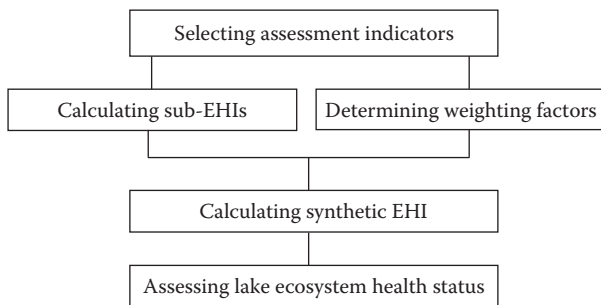 Selecting assessment indicators
Calculating sub-EHIs
Determining weighting factors
Calculating synthetic EHI
Assessing lake ecosystem health status